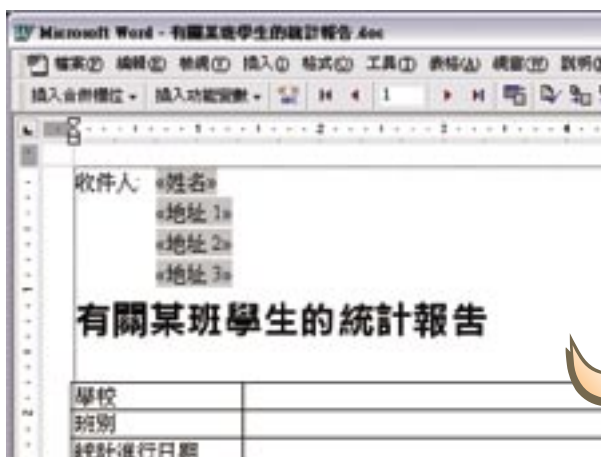 Microsoft Word - 有關某班學生的統計報告.doc
檔案(F) 編輯(E) 檢視(V) 插入(I) 格式(O) 工具(T) 表格(A) 視窗(W) 說明(
插入合併欄位 插入功能變數 1
收件人: «姓名»
«地址 1»
«地址 2»
«地址 3»
有關某班學生的統計報告
學校
班別
統計進行日期